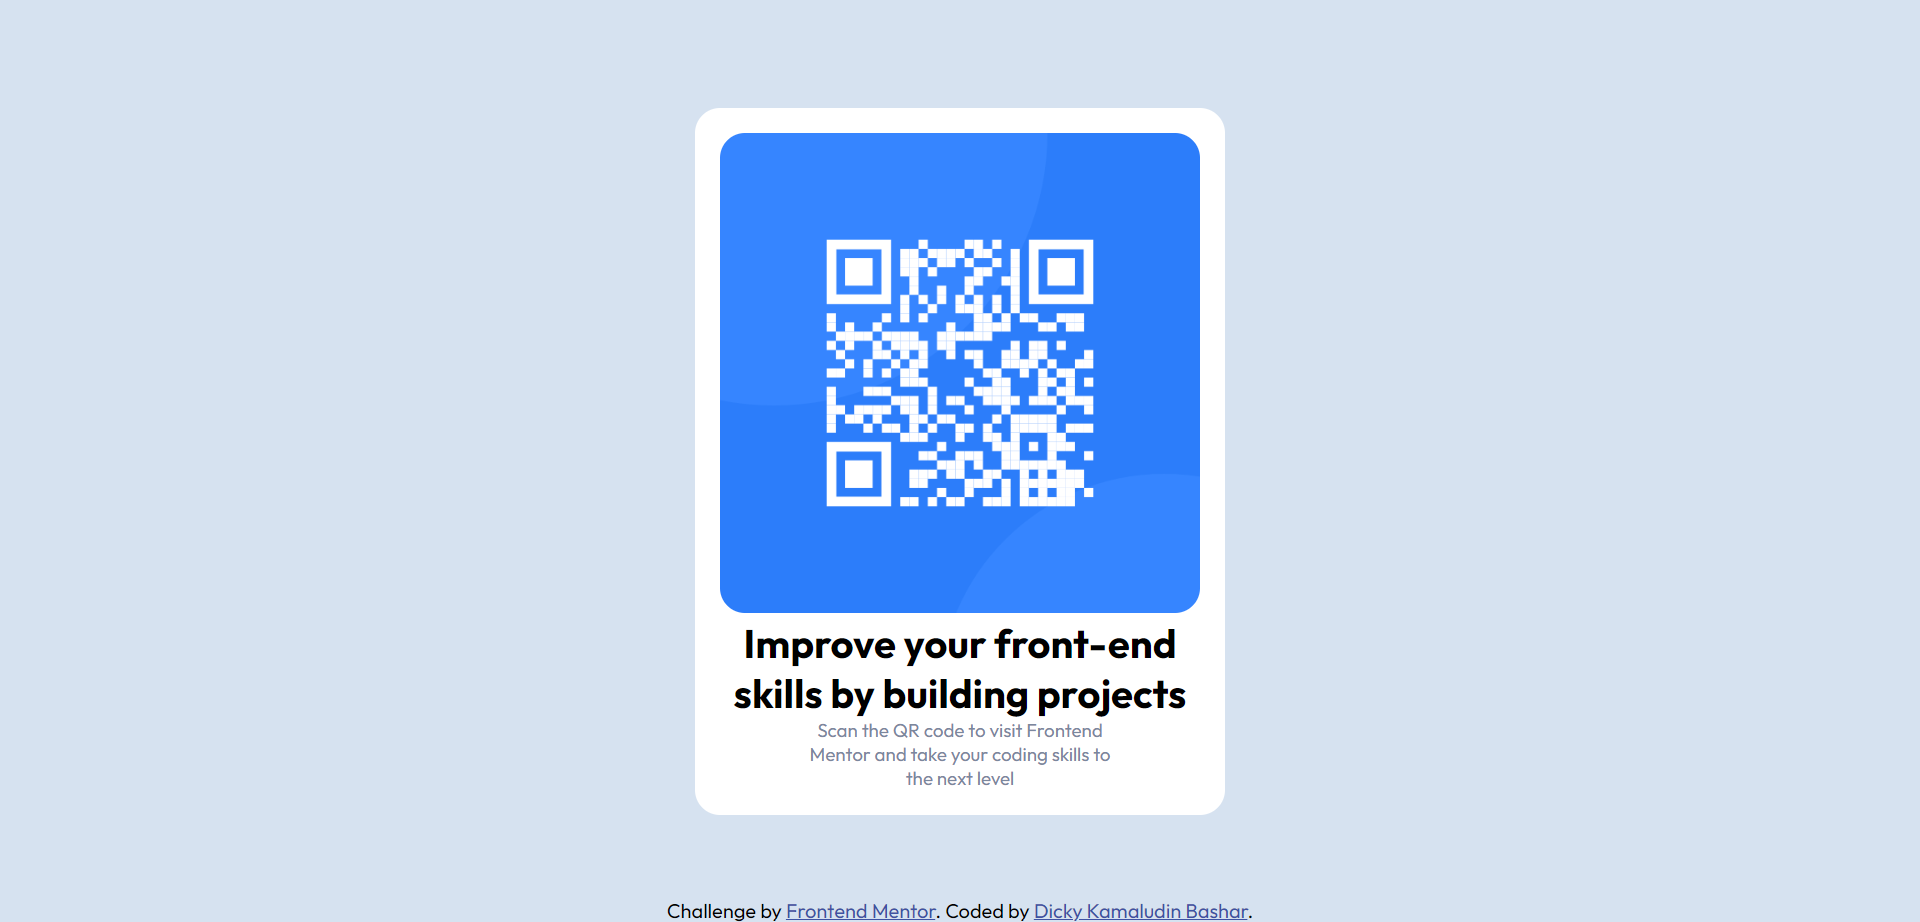 Improve your front-end
skills by building projects
Scan the QR code to visit Frontend
Mentor and take your coding skills to
the next level
Challenge by Frontend Mentor. Coded by Dicky Kamaludin Bashar.